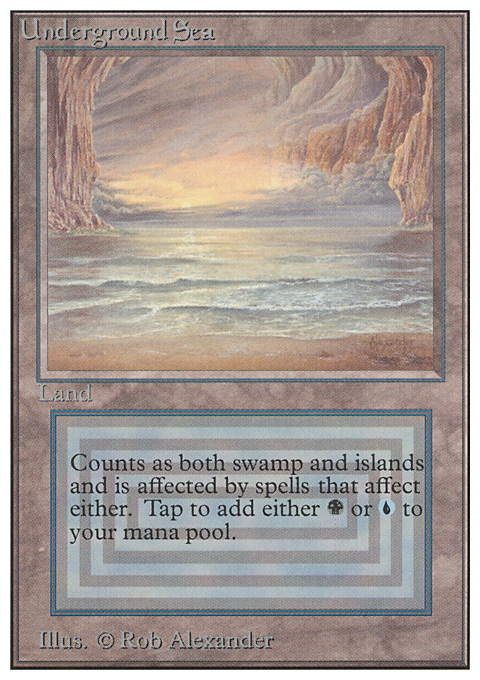 Underground Sea
Land
Counts as both swamp and islands
and is affected by spells that affect
either. Tap to add either or to
your mana pool.
Illus. © Rob Alexander